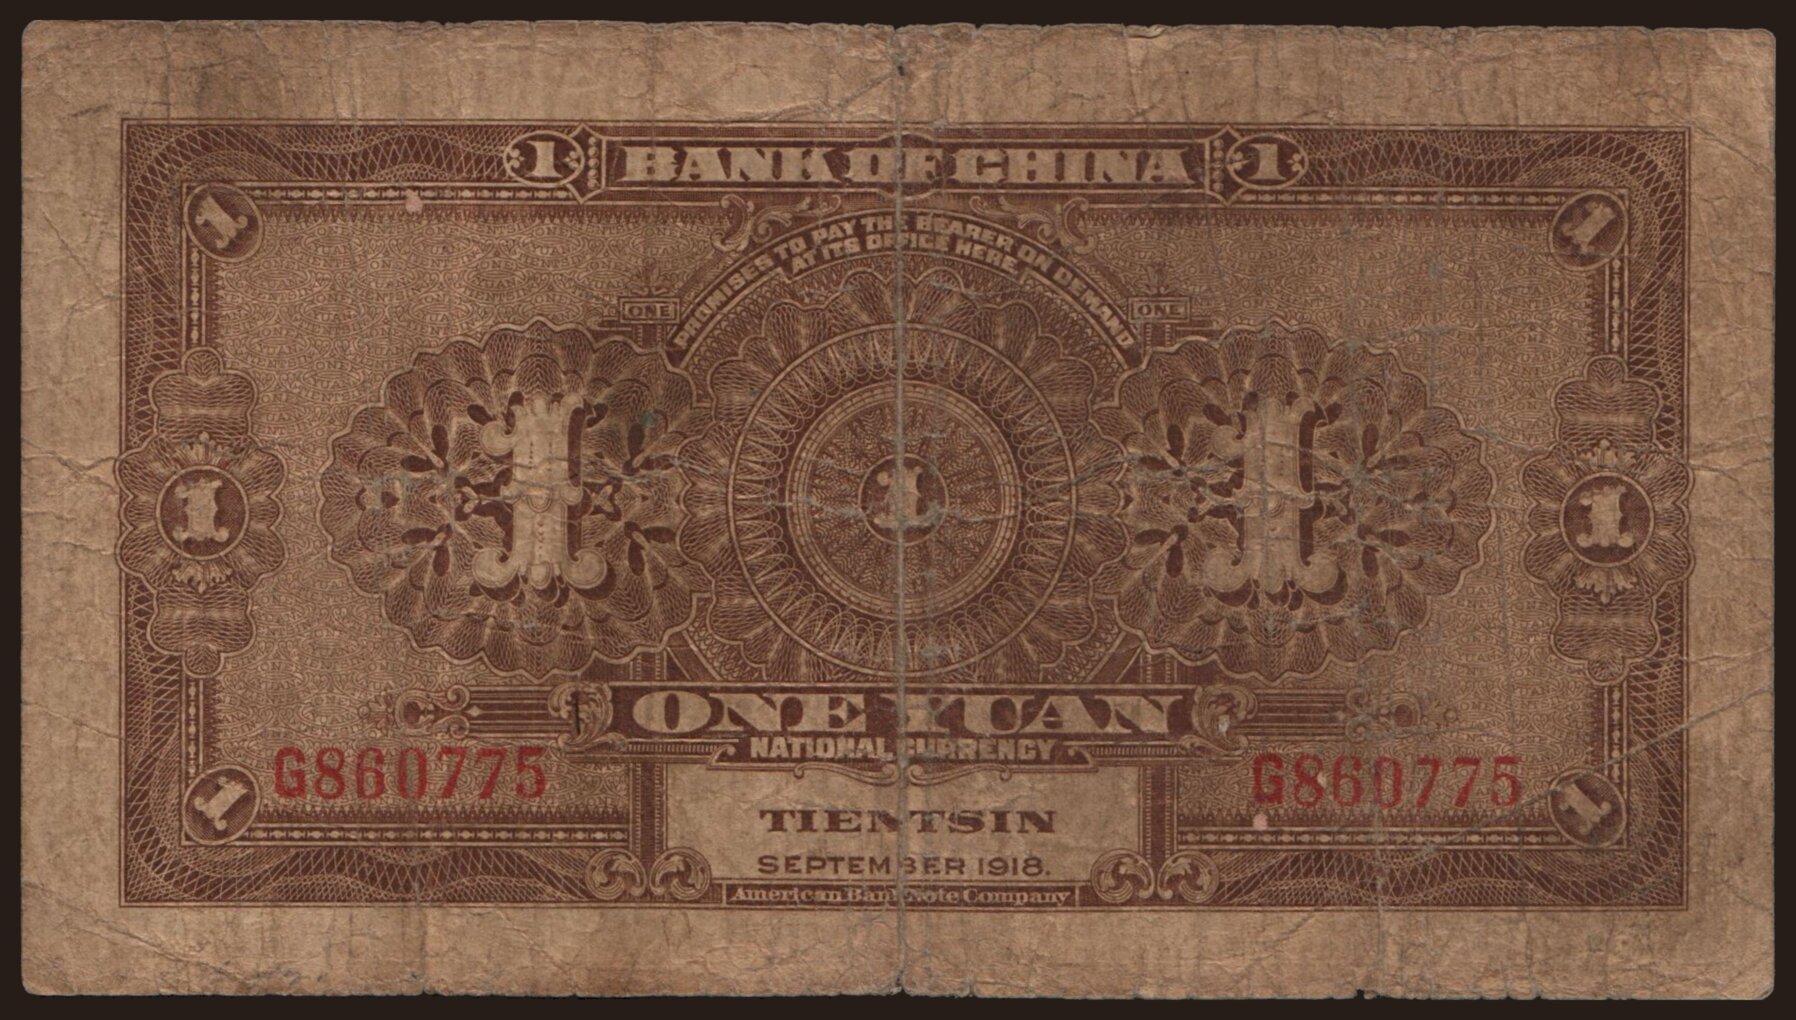 1 BANK OF CHINA 1
1 1
PROMISES TO PAY THE BEARER ON DEMAND
AT ITS OFFICE HERE
ONE ONE
1 1 1 1 1
ONE YUAN
NATIONAL CURRENCY
G860775 G860775
1 1
TIENTSIN
SEPTEMBER 1918.
American Bank Note Company